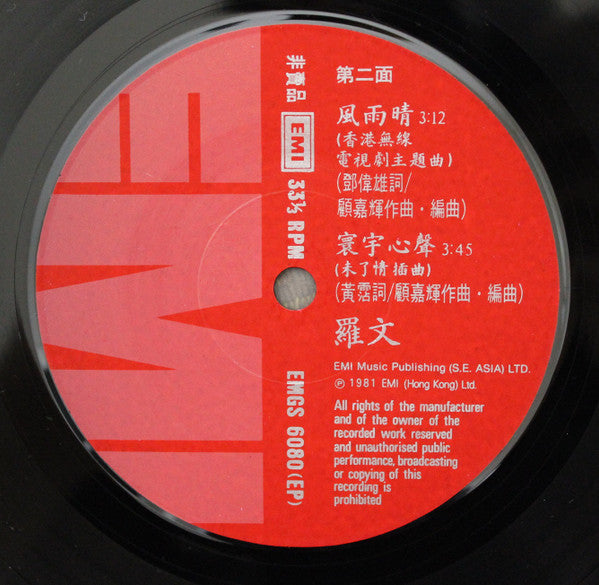 第二面
風雨晴 3:12
(香港無線
電視劇主題曲)
(鄧偉雄詞/
顧嘉輝作曲・編曲)
寰宇心聲 3:45
(未了情插曲)
(黃霑詞/顧嘉輝作曲・編曲)
羅文
EMI Music Publishing (S.E. ASIA) LTD.
℗ 1981 EMI (Hong Kong) Ltd.
All rights of the manufacturer
and of the owner of the
recorded work reserved
and unauthorised public
performance, broadcasting
or copying of this
recording is
prohibited
非賣品 EMI 33⅓ RPM EMGS 6080(EP)
EMI